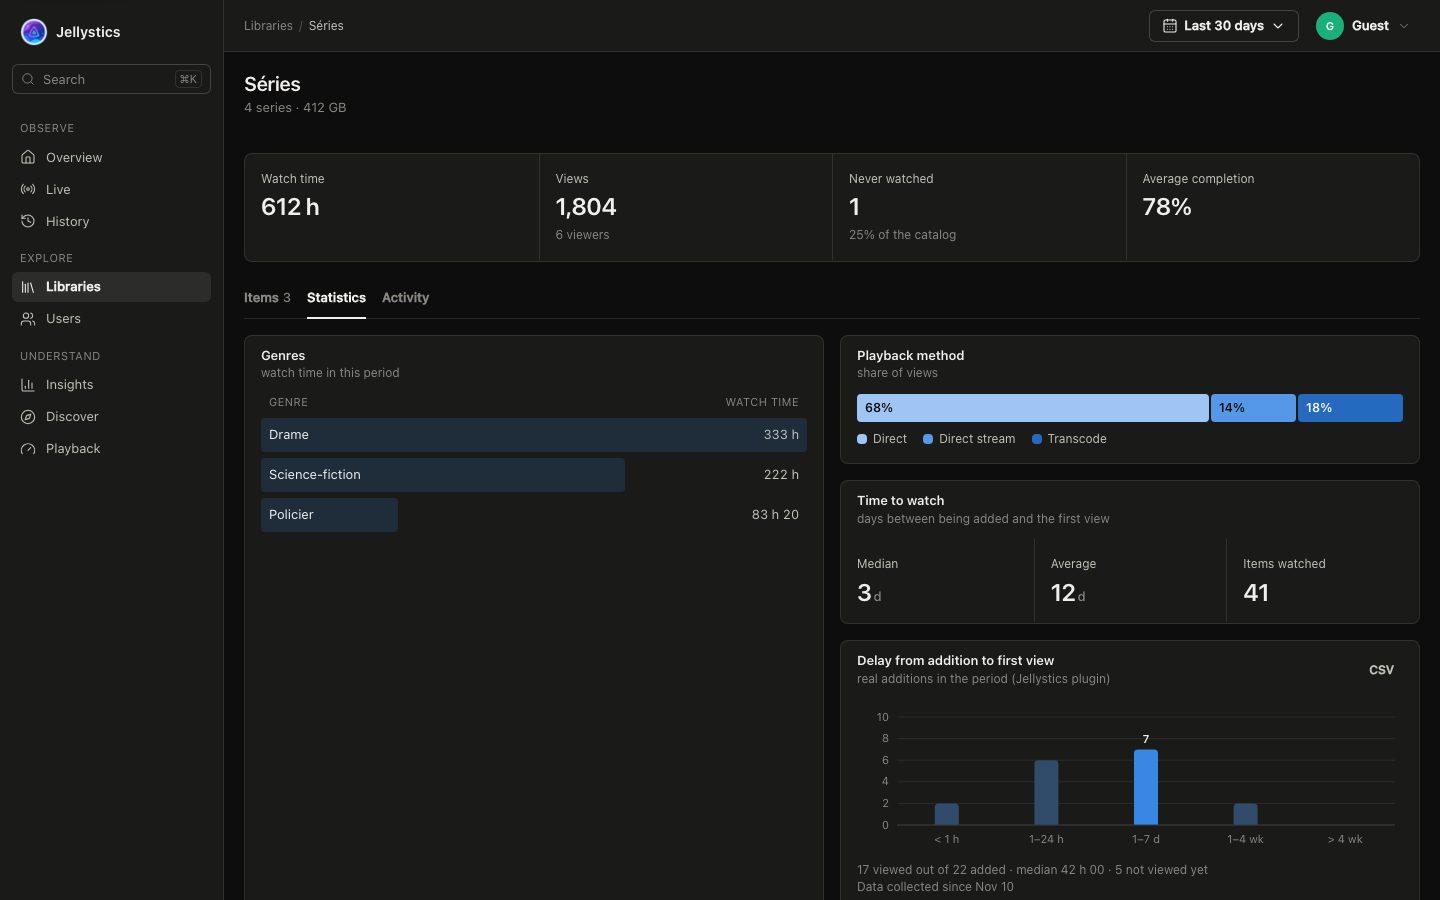 Jellystics
Search ⌘K
OBSERVE
Overview
Live
History
EXPLORE
Libraries
Users
UNDERSTAND
Insights
Discover
Playback
Libraries / Séries
Last 30 days
G Guest
Séries
4 series · 412 GB
Watch time
612 h
Views
1,804
6 viewers
Never watched
1
25% of the catalog
Average completion
78%
Items 3 Statistics Activity
Genres
watch time in this period
GENRE WATCH TIME
Drame 333 h
Science-fiction 222 h
Policier 83 h 20
Playback method
share of views
68% 14% 18%
Direct Direct stream Transcode
Time to watch
days between being added and the first view
Median
3 d
Average
12 d
Items watched
41
Delay from addition to first view
real additions in the period (Jellystics plugin)
CSV
10
8
6
4
2
0
7
< 1 h 1–24 h 1–7 d 1–4 wk > 4 wk
17 viewed out of 22 added · median 42 h 00 · 5 not viewed yet
Data collected since Nov 10